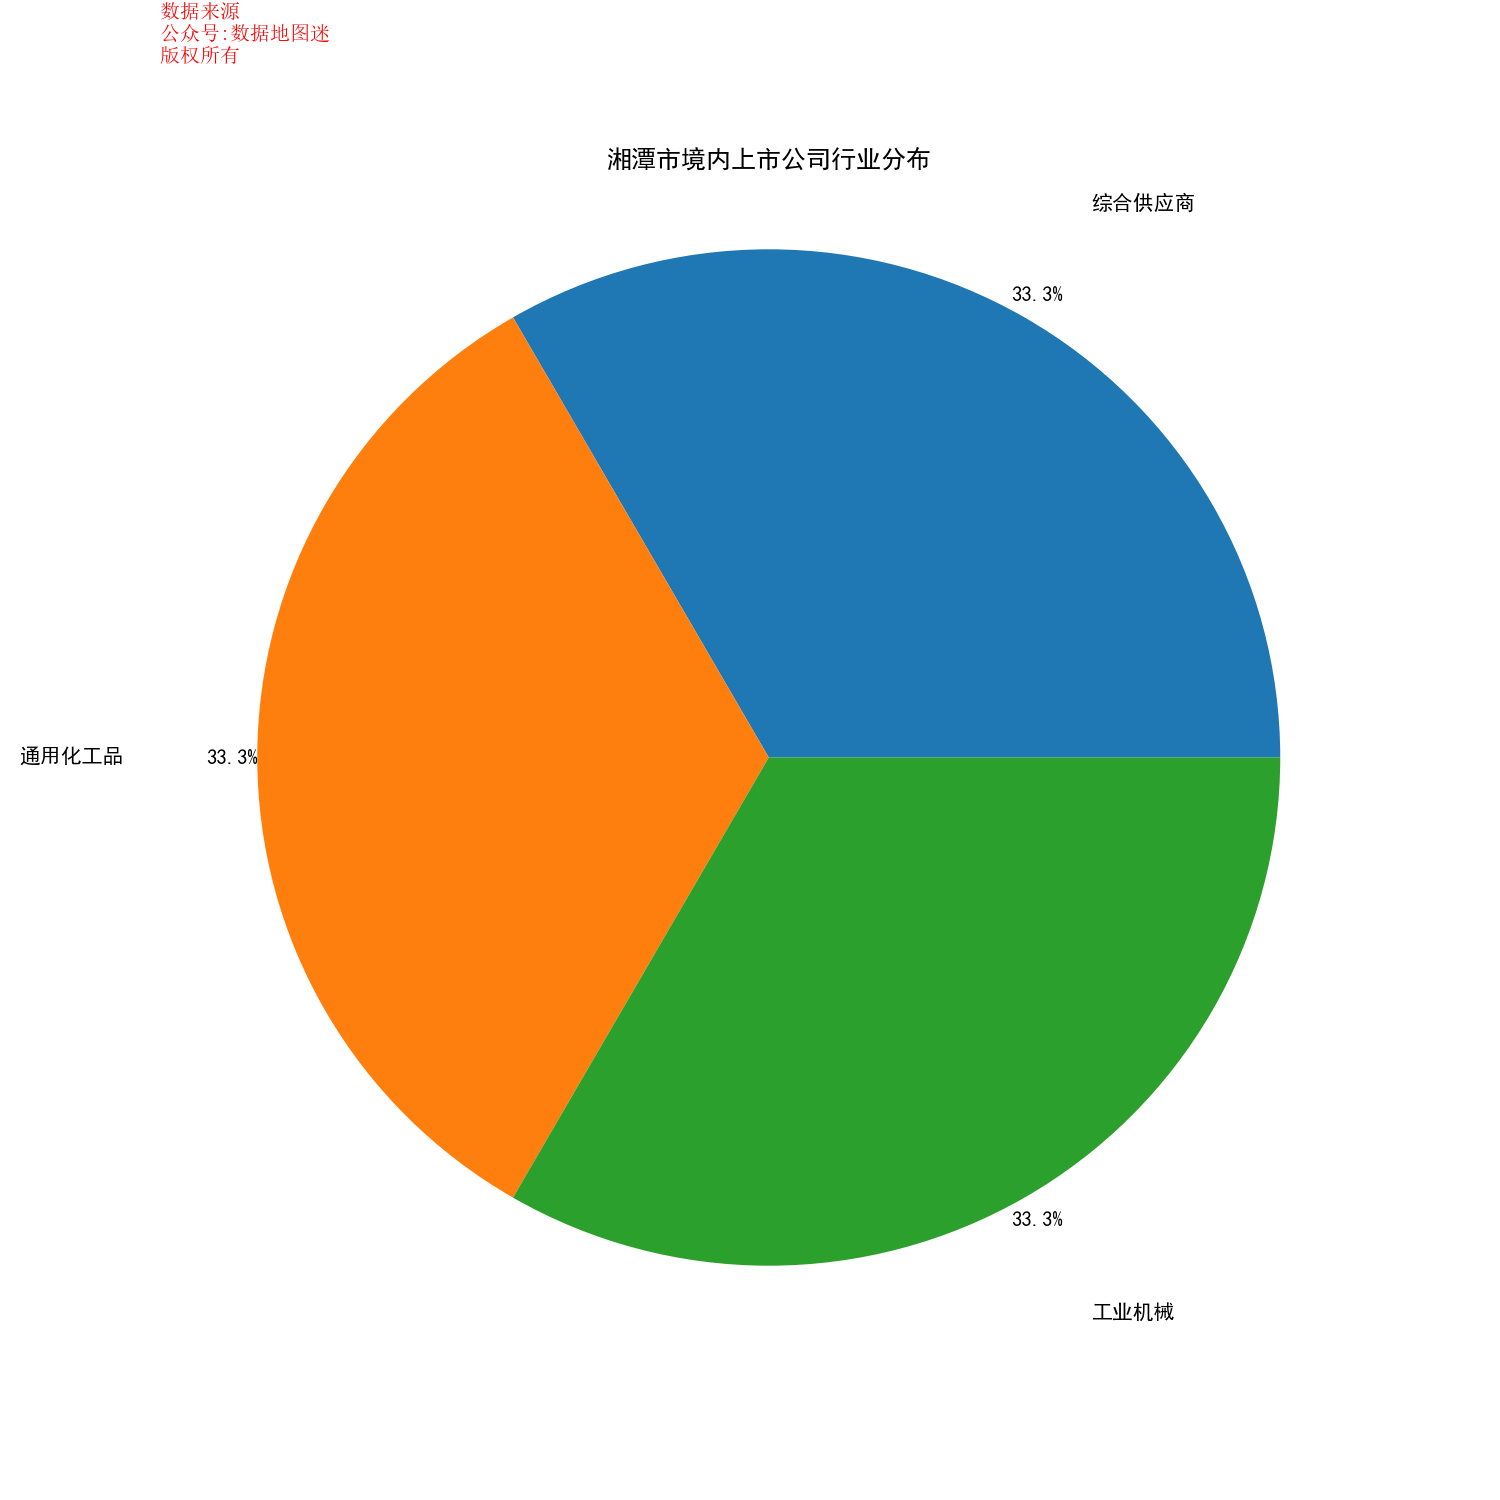 数据来源
公众号:数据地图迷
版权所有
湘潭市境内上市公司行业分布
综合供应商
33.3%
通用化工品
33.3%
33.3%
工业机械